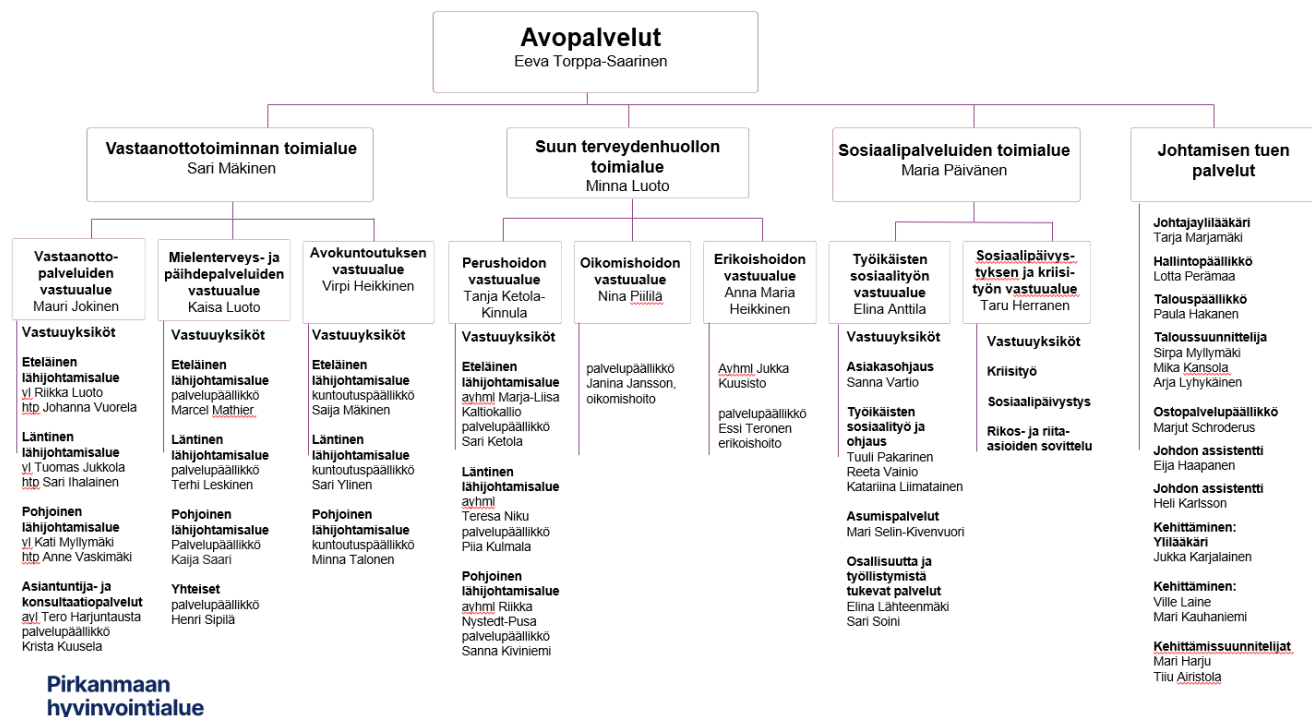 Avopalvelut
Eeva Torppa-Saarinen
Vastaanottotoiminnan toimialue
Sari Mäkinen
Suun terveydenhuollon
toimialue
Minna Luoto
Sosiaalipalveluiden toimialue
Maria Päivänen
Johtamisen tuen
palvelut
Vastaanotto-
palveluiden
vastuualue
Mauri Jokinen
Vastuuyksiköt
Eteläinen
lähijohtamisalue
yl Riikka Luoto
htp Johanna Vuorela
Läntinen
lähijohtamisalue
yl Tuomas Jukkola
htp Sari Ihalainen
Pohjoinen
lähijohtamisalue
yl Kati Myllymäki
htp Anne Vaskimäki
Asiantuntija- ja
konsultaatiopalvelut
ayl Tero Harjuntausta
palvelupäällikkö
Krista Kuusela
Mielenterveys- ja
päihdepalveluiden
vastuualue
Kaisa Luoto
Vastuuyksiköt
Eteläinen
lähijohtamisalue
palvelupäällikkö
Marcel Mathier
Läntinen
lähijohtamisalue
palvelupäällikkö
Terhi Leskinen
Pohjoinen
lähijohtamisalue
Palvelupäällikkö
Kaija Saari
Yhteiset
palvelupäällikkö
Henri Sipilä
Avokuntoutuksen
vastuualue
Virpi Heikkinen
Vastuuyksiköt
Eteläinen
lähijohtamisalue
kuntoutuspäällikkö
Saija Mäkinen
Läntinen
lähijohtamisalue
kuntoutuspäällikkö
Sari Ylinen
Pohjoinen
lähijohtamisalue
kuntoutuspäällikkö
Minna Talonen
Perushoidon
vastuualue
Tanja Ketola-
Kinnula
Vastuuyksiköt
Eteläinen
lähijohtamisalue
ayhml Marja-Liisa
Kaltiokallio
palvelupäällikkö
Sari Ketola
Läntinen
lähijohtamisalue
ayhml
Teresa Niku
palvelupäällikkö
Piia Kulmala
Pohjoinen
lähijohtamisalue
ayhml Riikka
Nystedt-Pusa
palvelupäällikkö
Sanna Kiviniemi
Oikomishoidon
vastuualue
Nina Piililä
palvelupäällikkö
Janina Jansson,
oikomishoito
Erikoishoidon
vastuualue
Anna Maria
Heikkinen
Ayhml Jukka
Kuusisto
palvelupäällikkö
Essi Teronen
erikoishoito
Työikäisten
sosiaalityön
vastuualue
Elina Anttila
Vastuuyksiköt
Asiakasohjaus
Sanna Vartio
Työikäisten
sosiaalityö ja
ohjaus
Tuuli Pakarinen
Reeta Vainio
Katariina Liimatainen
Asumispalvelut
Mari Selin-Kivenvuori
Osallisuutta ja
työllistymistä
tukevat palvelut
Elina Lähteenmäki
Sari Soini
Sosiaalipäivys-
tyksen ja kriisi-
työn vastuualue
Taru Herranen
Vastuuyksiköt
Kriisityö
Sosiaalipäivystys
Rikos- ja riita-
asioiden sovittelu
Johtajaylilääkäri
Tarja Marjamäki
Hallintopäällikkö
Lotta Perämaa
Talouspäällikkö
Paula Hakanen
Taloussuunnittelija
Sirpa Myllymäki
Mika Kansola
Arja Lyhykäinen
Ostopalvelupäällikkö
Marjut Schroderus
Johdon assistentti
Eija Haapanen
Johdon assistentti
Heli Karlsson
Kehittäminen:
Ylilääkäri
Jukka Karjalainen
Kehittäminen:
Ville Laine
Mari Kauhaniemi
Kehittämissuunnitelijat
Mari Harju
Tiiu Airistola
Pirkanmaan
hyvinvointialue